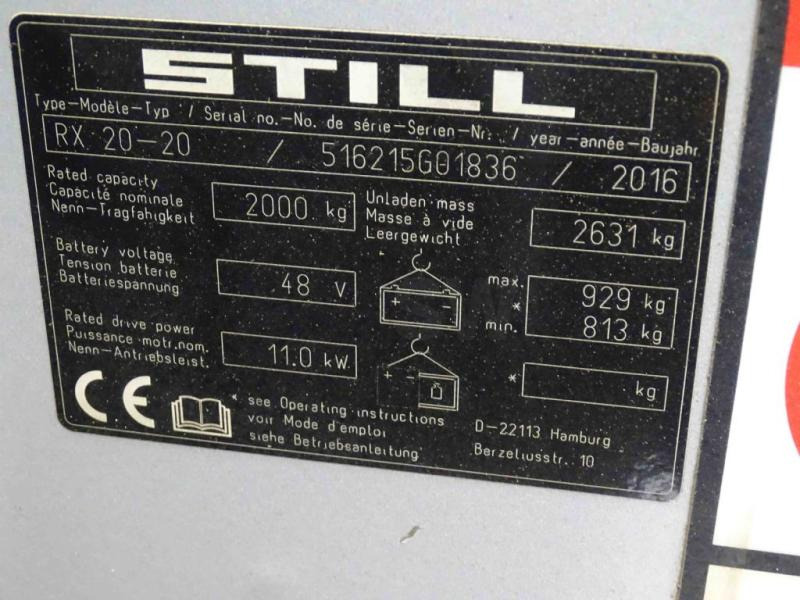 STILL
Type-Modèle-Typ / Serial no.-No. de série-Serien-Nr. / year-année-Baujahr
RX 20-20 / 516215G01836 / 2016
Rated capacity
Capacité nominale
Nenn-Tragfähigkeit
2000 kg
Unladen mass
Masse à vide
Leergewicht
2631 kg
Battery voltage
Tension batterie
Batteriespannung
48 V
+ -
max. 929 kg
*
min. 813 kg
Rated drive power
Puissance motr.nom.
Nenn-Antriebsleist.
11.0 kW
+ -
* kg
CE
* see Operating instructions
voir Mode d'emploi
siehe Betriebsanleitung
D-22113 Hamburg
Berzeliusstr. 10